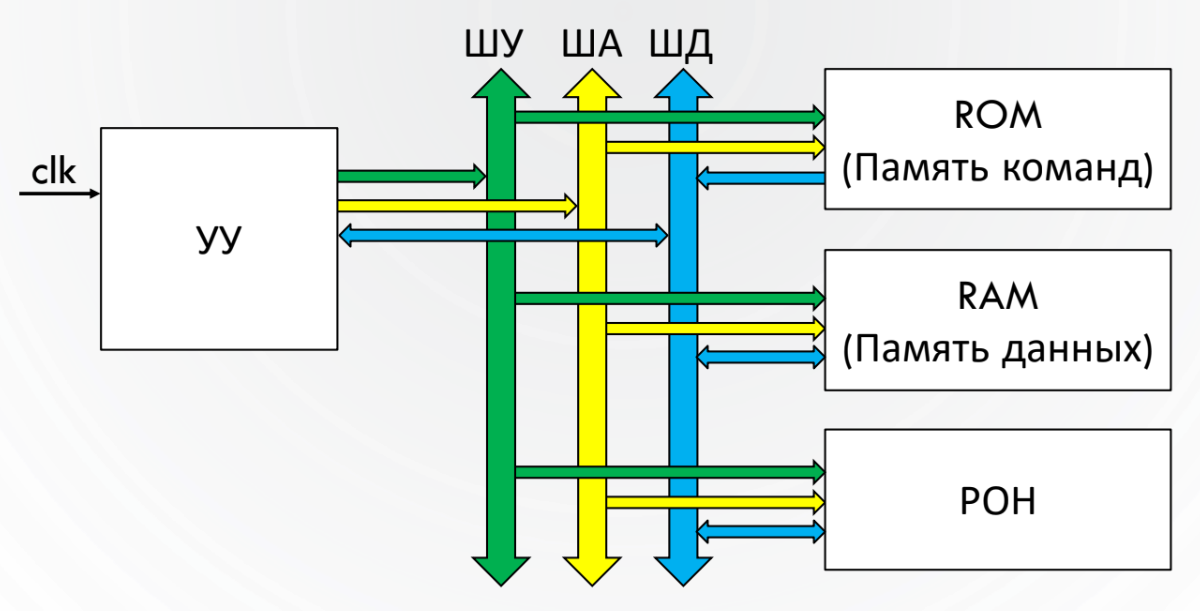 ШУ ША ШД
clk
УУ
ROM
(Память команд)
RAM
(Память данных)
РОН